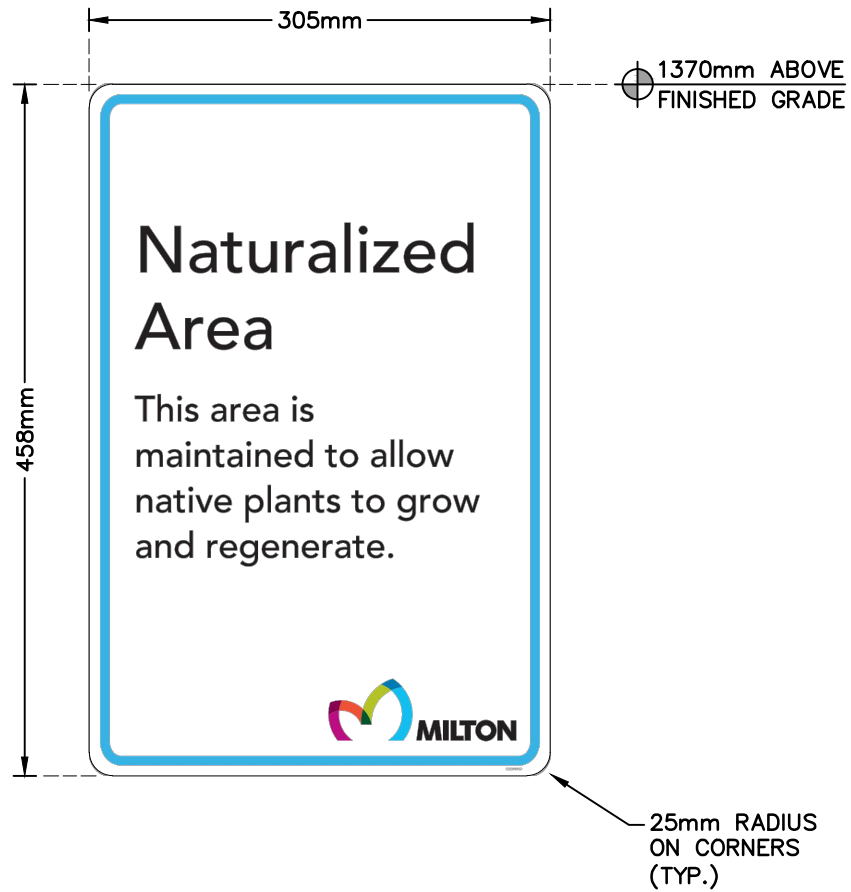 305mm
1370mm ABOVE
FINISHED GRADE
458mm
Naturalized
Area
This area is
maintained to allow
native plants to grow
and regenerate.
MILTON
25mm RADIUS
ON CORNERS
(TYP.)